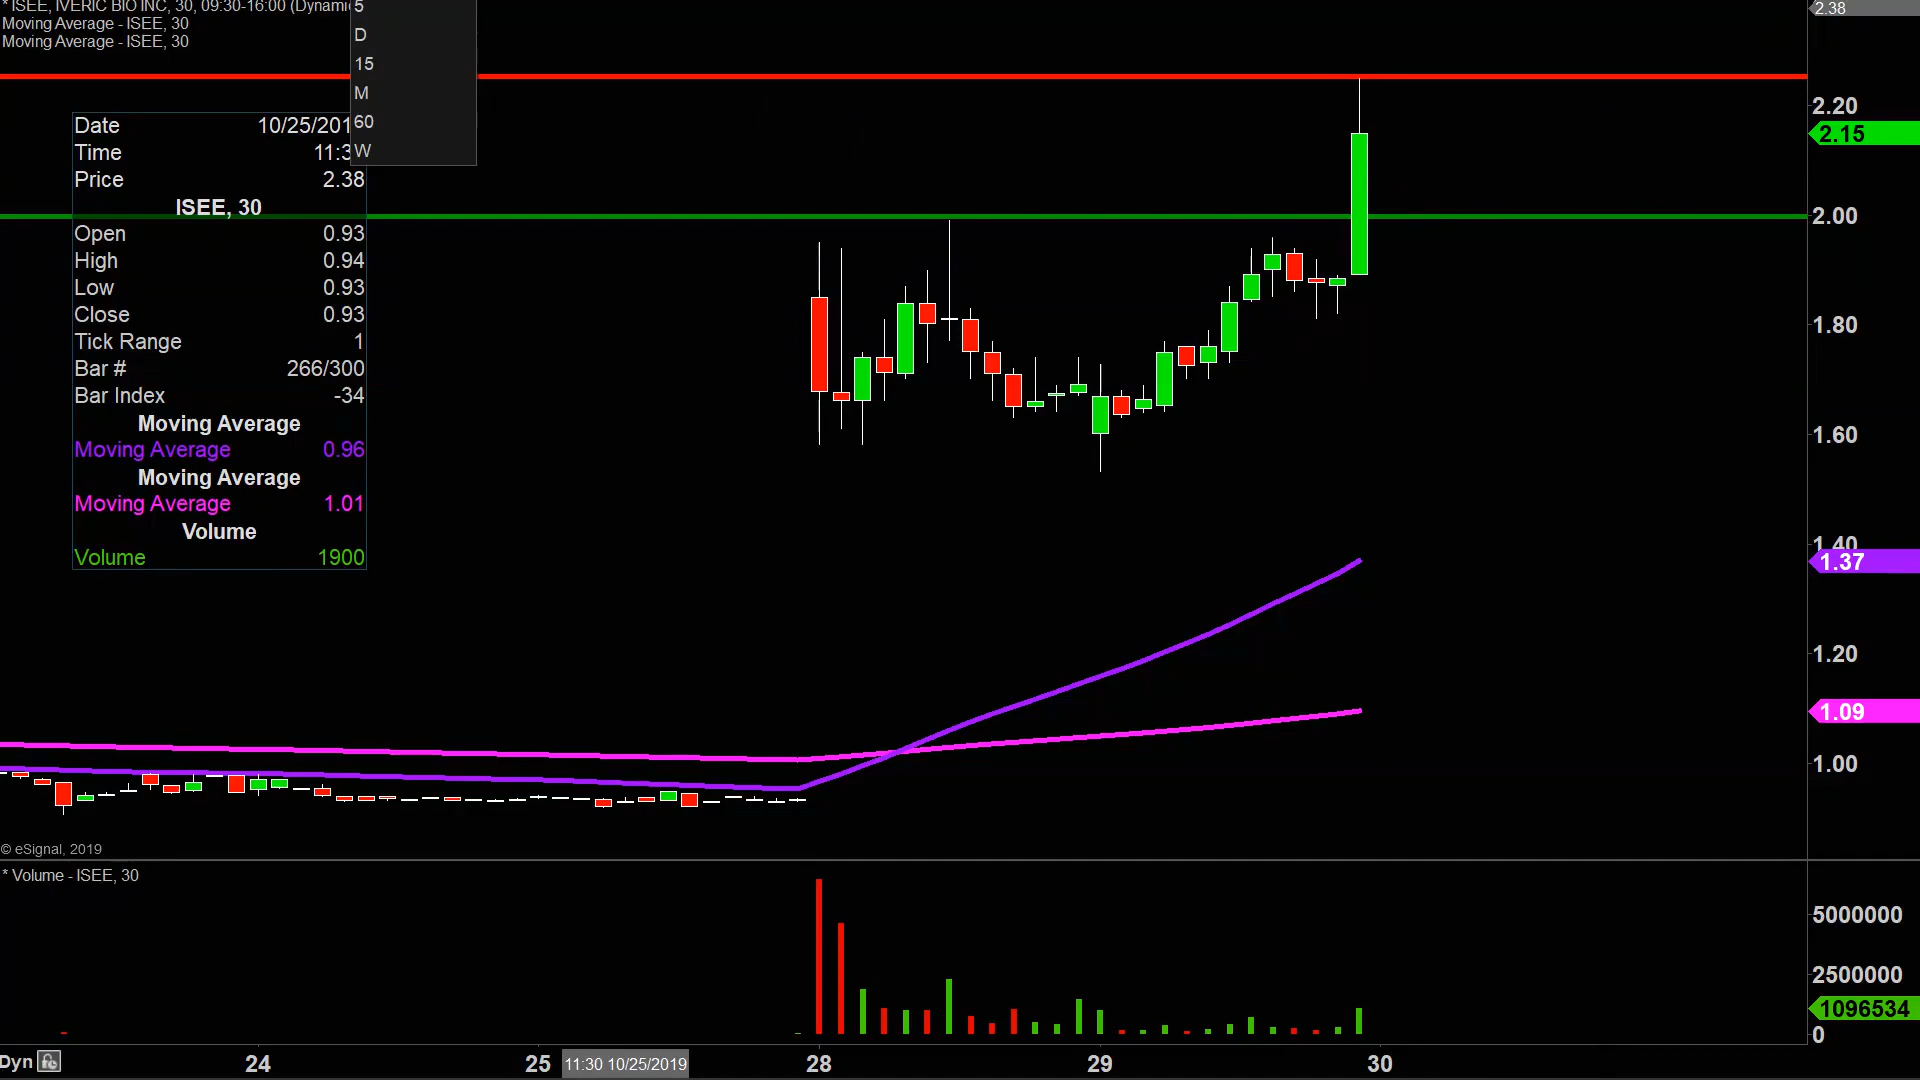 * ISEE, IVERIC BIO INC, 30, 09:30-16:00 (Dynami
Moving Average - ISEE, 30
Moving Average - ISEE, 30
5
D
15
M
60
W
Date 10/25/201
Time 11:3
Price 2.38
ISEE, 30
Open 0.93
High 0.94
Low 0.93
Close 0.93
Tick Range 1
Bar # 266/300
Bar Index -34
Moving Average
Moving Average 0.96
Moving Average
Moving Average 1.01
Volume
Volume 1900
2.38
2.20
2.15
2.00
1.80
1.60
1.40
1.37
1.20
1.09
1.00
© eSignal, 2019
* Volume - ISEE, 30
5000000
2500000
1096534
0
Dyn
24
25
11:30 10/25/2019
28
29
30